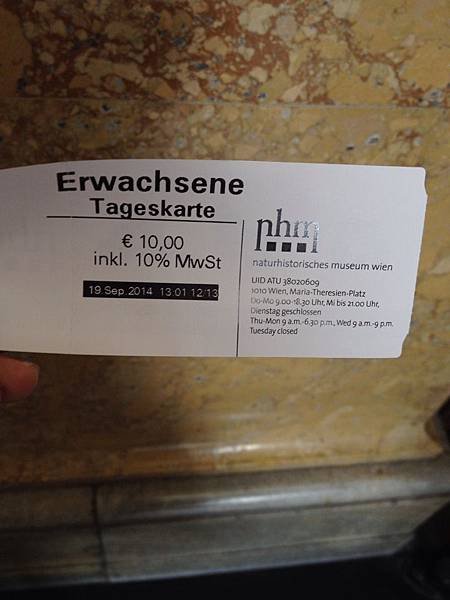 Erwachsene
Tageskarte
€ 10,00
inkl. 10% MwSt
19 Sep.2014 13:01 12/13
nhm
naturhistorisches museum wien
UID ATU 38020609
1010 Wien, Maria-Theresien-Platz
Do-Mo 9.00-18.30 Uhr, Mi bis 21.00 Uhr,
Dienstag geschlossen
Thu-Mon 9 a.m.-6.30 p.m., Wed 9 a.m.-9 p.m.
Tuesday closed